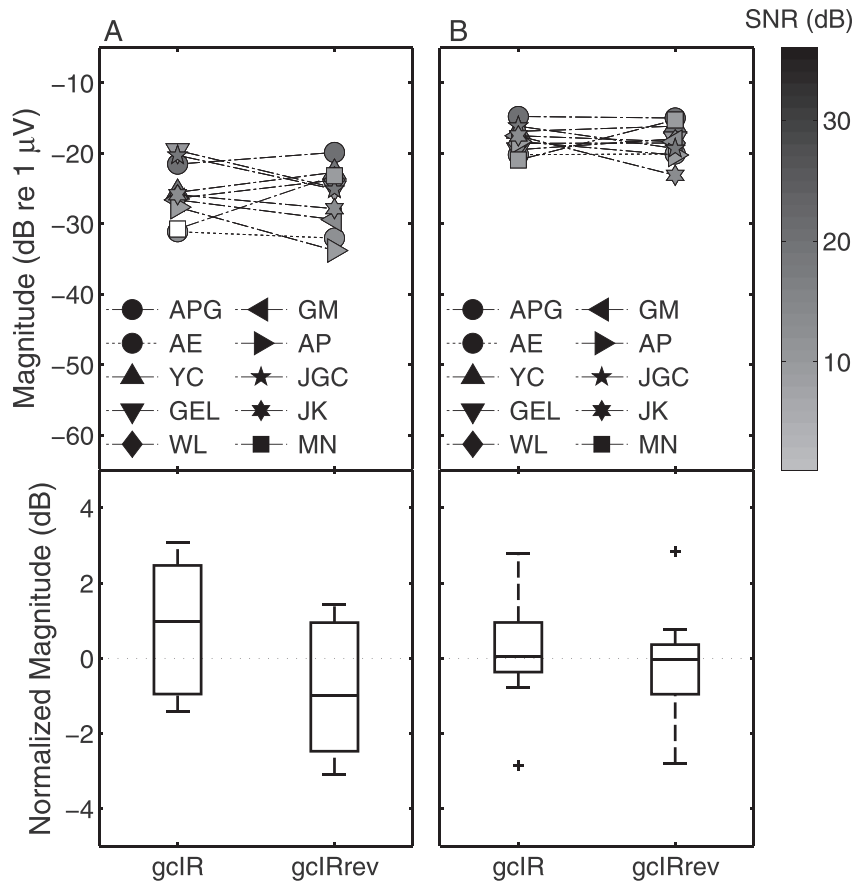 A B SNR (dB)
Magnitude (dB re 1 μV)
−10
−20
−30
−40
−50
−60
30
20
10
APG GM
AE AP
YC JGC
GEL JK
WL MN
APG GM
AE AP
YC JGC
GEL JK
WL MN
Normalized Magnitude (dB)
4
2
0
−2
−4
gcIR gcIRrev gcIR gcIRrev